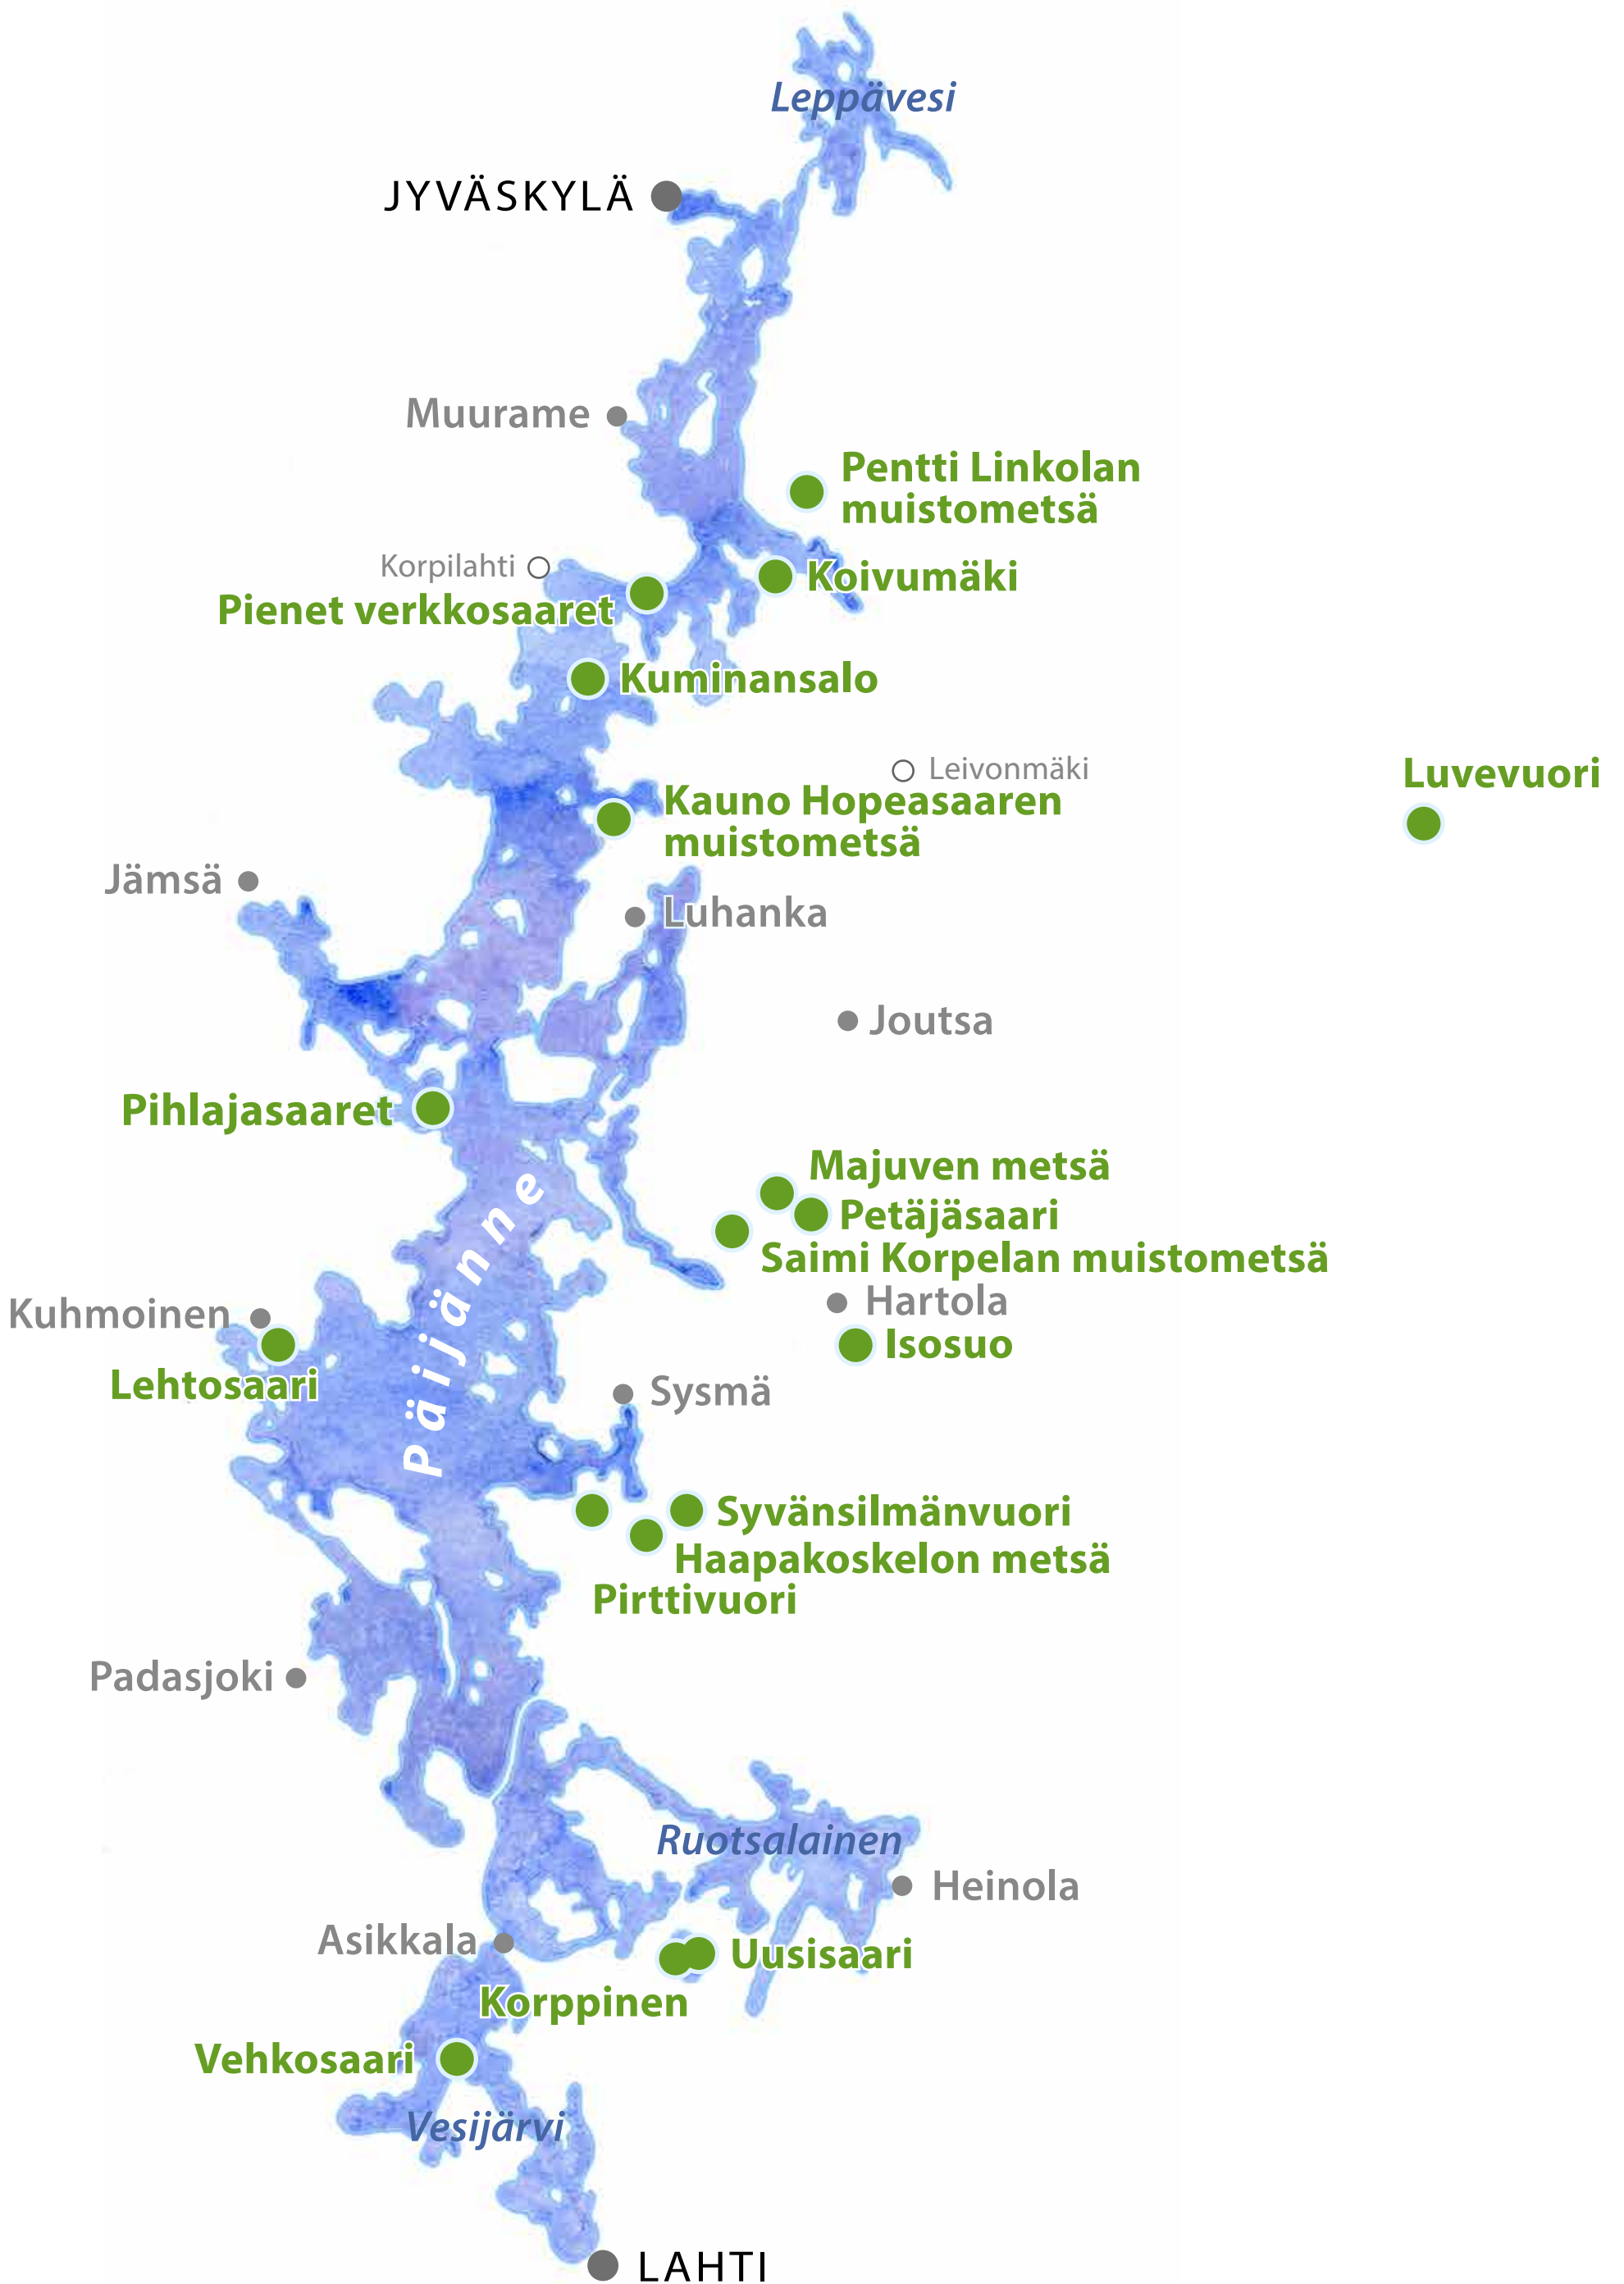 Leppävesi
JYVÄSKYLÄ
Muurame
Pentti Linkolan
muistometsä
Korpilahti
Koivumäki
Pienet verkkosaaret
Kuminansalo
Leivonmäki
Luvevuori
Kauno Hopeasaaren
muistometsä
Jämsä
Luhanka
Joutsa
Pihlajasaaret
Majuven metsä
Petäjäsaari
Saimi Korpelan muistometsä
Päijänne
Hartola
Kuhmoinen
Isosuo
Lehtosaari
Sysmä
Syvänsilmänvuori
Haapakoskelon metsä
Pirttivuori
Padasjoki
Ruotsalainen
Heinola
Asikkala
Uusisaari
Korppinen
Vehkosaari
Vesijärvi
LAHTI